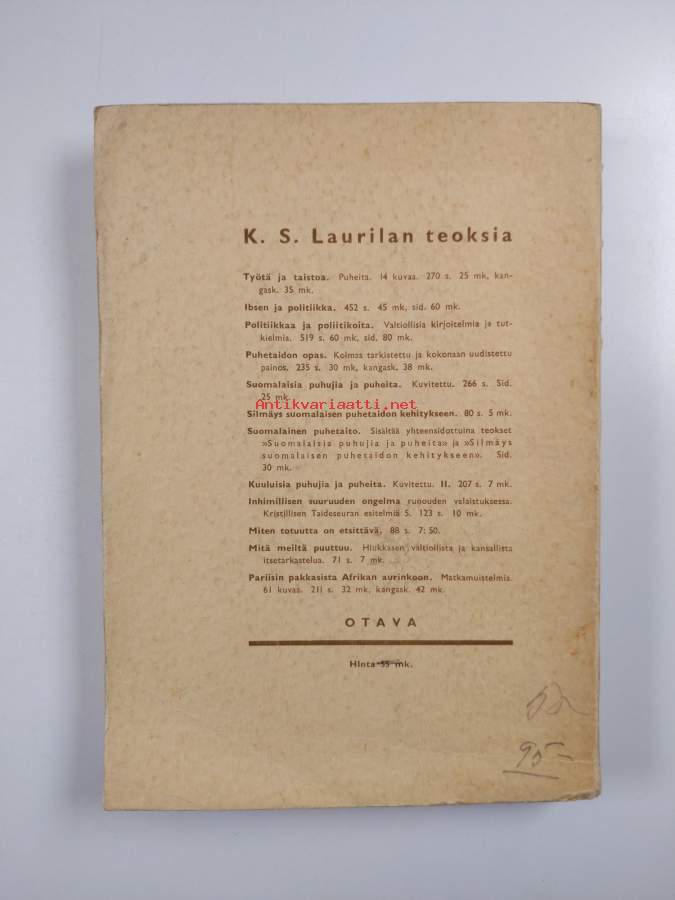 K. S. Laurilan teoksia
Työtä ja taistoa. Puheita. 14 kuvaa. 270 s. 25 mk, kan-
gask. 35 mk.
Ibsen ja politiikka. 452 s. 45 mk, sid. 60 mk.
Politiikkaa ja poliitikoita. Valtiollisia kirjoitelmia ja tut-
kielmia. 519 s. 60 mk, sid. 80 mk.
Puhetaidon opas. Kolmas tarkistettu ja kokonaan uudistettu
painos. 235 s. 30 mk, kangask. 38 mk.
Suomalaisia puhujia ja puheita. Kuvitettu. 266 s. Sid.
25 mk.
Antikvariaatti.net
Silmäys suomalaisen puhetaidon kehitykseen. 80 s. 5 mk.
Suomalainen puhetaito. Sisältää yhteensidottuina teokset
»Suomalaisia puhujia ja puheita» ja »Silmäys
suomalaisen puhetaidon kehitykseen». Sid.
30 mk.
Kuuluisia puhujia ja puheita. Kuvitettu. II. 207 s. 7 mk.
Inhimillisen suuruuden ongelma runouden valaistuksessa.
Kristillisen Taideseuran esitelmiä 5. 123 s. 10 mk.
Miten totuutta on etsittävä. 88 s. 7: 50.
Mitä meiltä puuttuu. Hiukkasen valtiollista ja kansallista
itsetarkastelua. 71 s. 7 mk.
Pariisin pakkasista Afrikan aurinkoon. Matkamuistelmia.
61 kuvaa. 211 s. 32 mk, kangask. 42 mk.
OTAVA
Hinta 55 mk.
95-